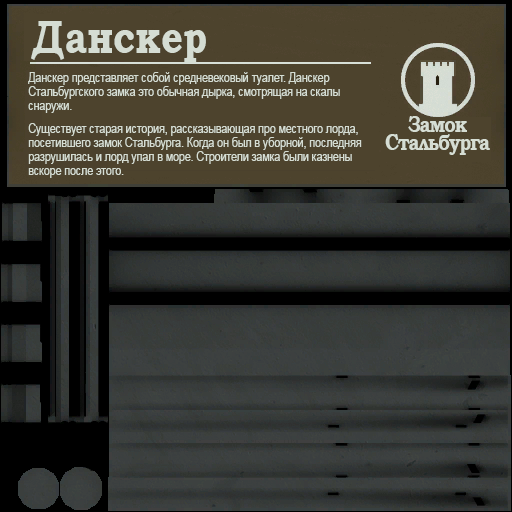 Данскер
Данскер представляет собой средневековый туалет. Данскер
Стальбургского замка это обычная дырка, смотрящая на скалы
снаружи.
Существует старая история, рассказывающая про местного лорда,
посетившего замок Стальбурга. Когда он был в уборной, последняя
разрушилась и лорд упал в море. Строители замка были казнены
вскоре после этого.
Замок
Стальбурга